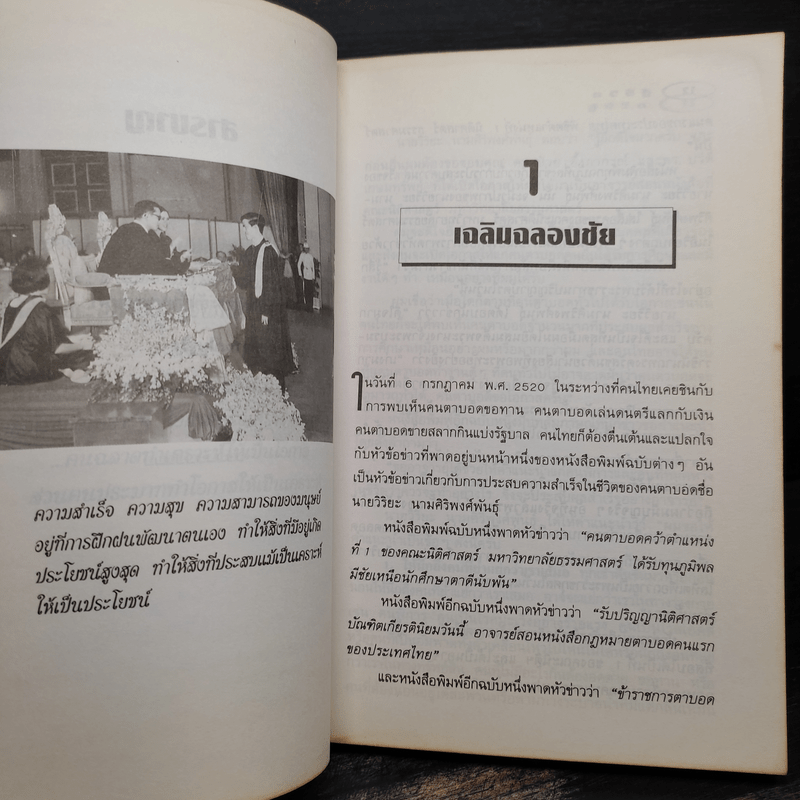 ความสำเร็จ ความสุข ความสามารถของมนุษย์
อยู่ที่การฝึกฝนพัฒนาตนเอง ทำให้สิ่งที่มีอยู่เกิด
ประโยชน์สูงสุด ทำให้สิ่งที่ประสบแม้เป็นเคราะห์
ให้เป็นประโยชน์
1
เฉลิมฉลองชัย
ในวันที่ 6 กรกฎาคม พ.ศ. 2520 ในระหว่างที่คนไทยเคยชินกับ
การพบเห็นคนตาบอดขอทาน คนตาบอดเล่นดนตรีแลกกับเงิน
คนตาบอดขายสลากกินแบ่งรัฐบาล คนไทยก็ต้องตื่นเต้นและแปลกใจ
กับหัวข้อข่าวที่พาดอยู่บนหน้าหนึ่งของหนังสือพิมพ์ฉบับต่างๆ อัน
เป็นหัวข้อข่าวเกี่ยวกับการประสบความสำเร็จในชีวิตของคนตาบอดชื่อ
นายวิริยะ นามศิริพงศ์พันธุ์
หนังสือพิมพ์ฉบับหนึ่งพาดหัวข่าวว่า “คนตาบอดคว้าตำแหน่ง
ที่ 1 ของคณะนิติศาสตร์ มหาวิทยาลัยธรรมศาสตร์ ได้รับทุนภูมิพล
มีชัยเหนือนักศึกษาตาดีนับพัน”
หนังสือพิมพ์อีกฉบับหนึ่งพาดหัวข่าวว่า “รับปริญญานิติศาสตร์
บัณฑิตเกียรตินิยมวันนี้ อาจารย์สอนหนังสือกฎหมายตาบอดคนแรก
ของประเทศไทย”
และหนังสือพิมพ์อีกฉบับหนึ่งพาดหัวข่าวว่า “ข้าราชการตาบอด